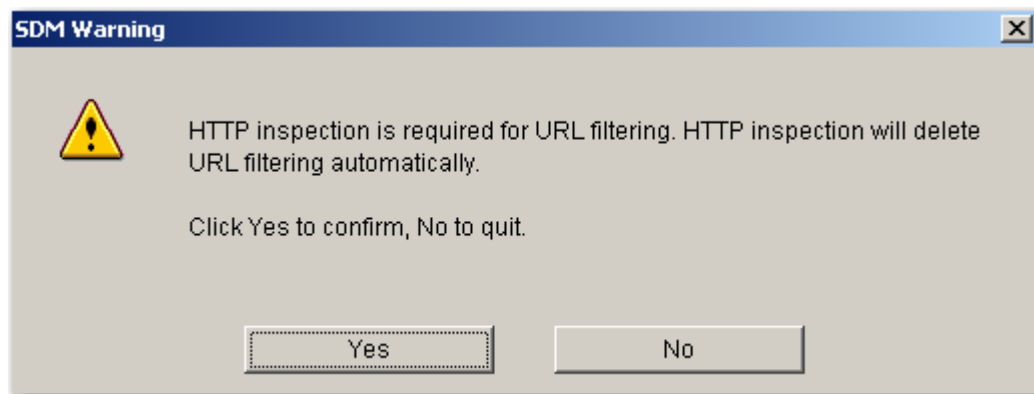 SDM Warning
HTTP inspection is required for URL filtering. HTTP inspection will delete
URL filtering automatically.
Click Yes to confirm, No to quit.
Yes No